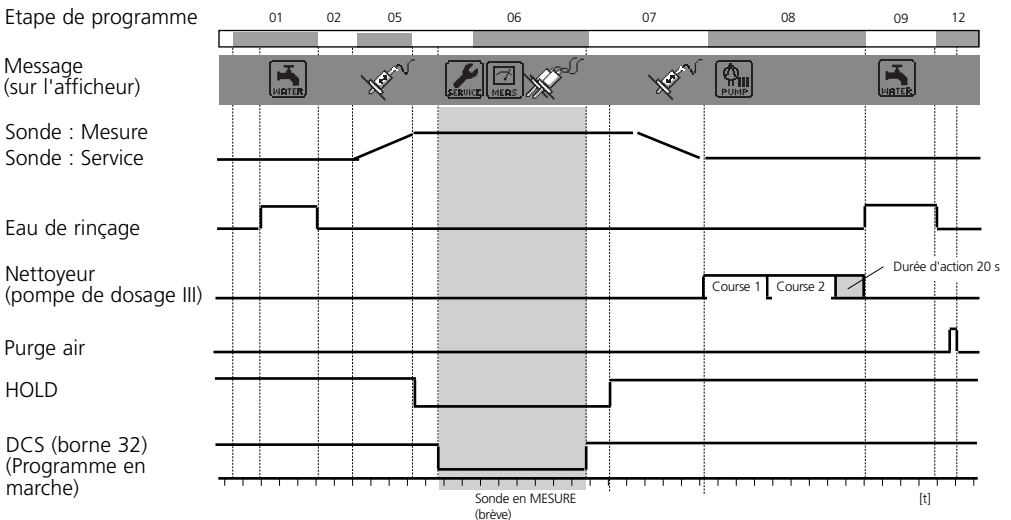 Etape de programme
01 02 05 06 07 08 09 12
Message
(sur l'afficheur)
WATER
SERVICE
MEAS
PUMP
WATER
Sonde : Mesure
Sonde : Service
Eau de rinçage
Nettoyeur
(pompe de dosage III)
Course 1
Course 2
Durée d'action 20 s
Purge air
HOLD
DCS (borne 32)
(Programme en
marche)
Sonde en MESURE
(brève)
[t]